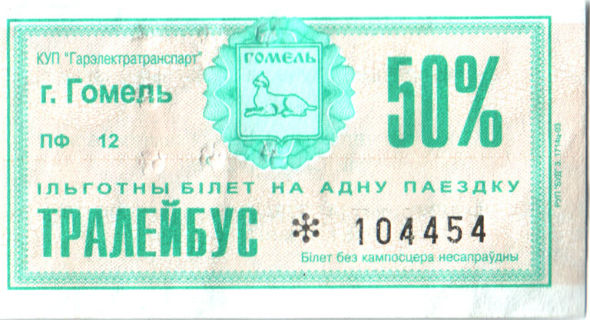 КУП "Гарэлектратранспарт"
г. Гомель
ПФ 12
ГОМЕЛЬ
50%
ІЛЬГОТНЫ БІЛЕТ НА АДНУ ПАЕЗДКУ
ТРАЛЕЙБУС * 104454
Білет без кампосцера несапраўдны